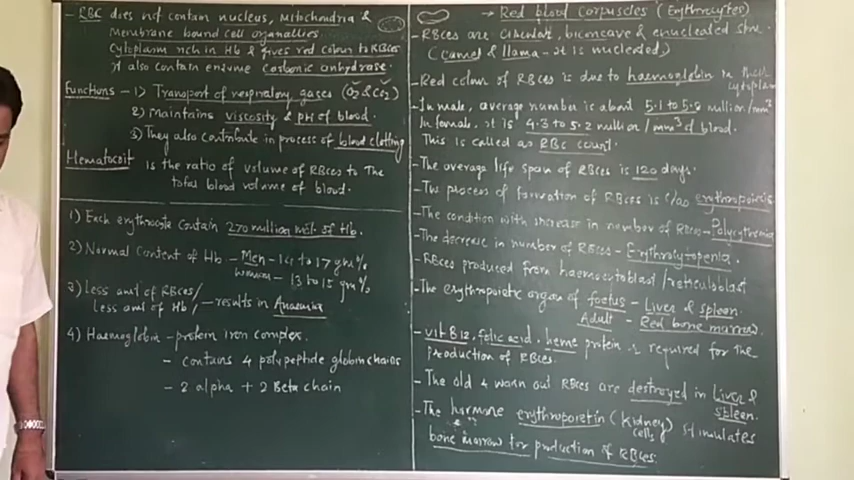 - RBC does not contain nucleus, mitochondria &
membrane bound cell organellies.
Cytoplasm rich in Hb & gives red colour to RBCes
It also contain enzyme carbonic anhydrase.
Functions - 1) Transport of respiratory gases (O2 & CO2)
2) Maintains viscosity & pH of blood.
3) They also contribute in process of blood clotting
Hematocrit is the ratio of volume of RBCes to The
total blood volume of blood.
1) Each erythrocyte contain 270 million mol. of Hb.
2) Normal content of Hb - Men - 14 to 17 gm%
Women - 13 to 15 gm%
3) Less amt of RBCes/
less amt of Hb/ - results in Anaemia
4) Haemoglobin - protein iron complex.
- contains 4 polypeptide globin chains
- 2 alpha + 2 Beta chain
→ Red blood corpuscles (Erythrocytes)
- RBCes are circular, biconcave & enucleated str.
(camel & llama - it is nucleated)
- Red colour of RBCes is due to haemoglobin in their
cytoplasm
- In male, average number is about 5.1 to 5.8 million/mm3
In female, it is 4.3 to 5.2 million/mm3 of blood.
This is called as RBC count.
- The average life span of RBCes is 120 days.
- The process of formation of RBCes is c/as erythropoiesis
- The condition with increase in number of RBCs - Polycythemia
- The decrease in number of RBCes - Erythrocytopenia.
- RBCes produced from haemocytoblast/reticuloblast
- The erythropoietic organ of foetus - Liver & spleen.
Adult - Red bone marrow.
- vit B12, folic acid, heme protein is required for the
production of RBCes.
- The old & worn out RBCes are destroyed in Liver &
spleen.
- The hormone erythropoietin (kidney cells) stimulates
bone marrow for production of RBCes.